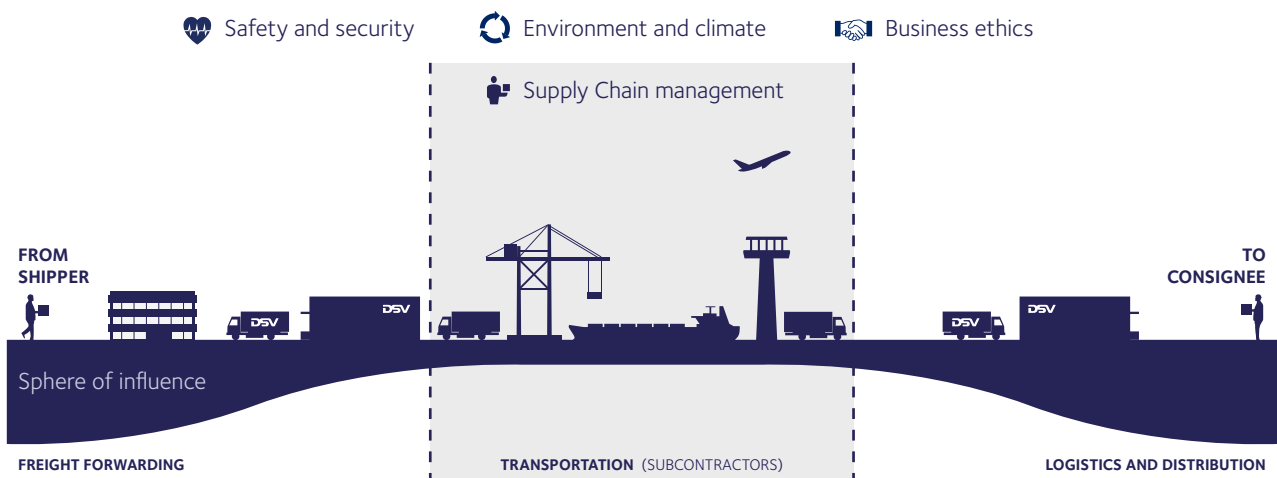 Safety and security
Environment and climate
Business ethics
Supply Chain management
FROM
SHIPPER
TO
CONSIGNEE
DSV
DSV
DSV
DSV
Sphere of influence
FREIGHT FORWARDING
TRANSPORTATION (SUBCONTRACTORS)
LOGISTICS AND DISTRIBUTION